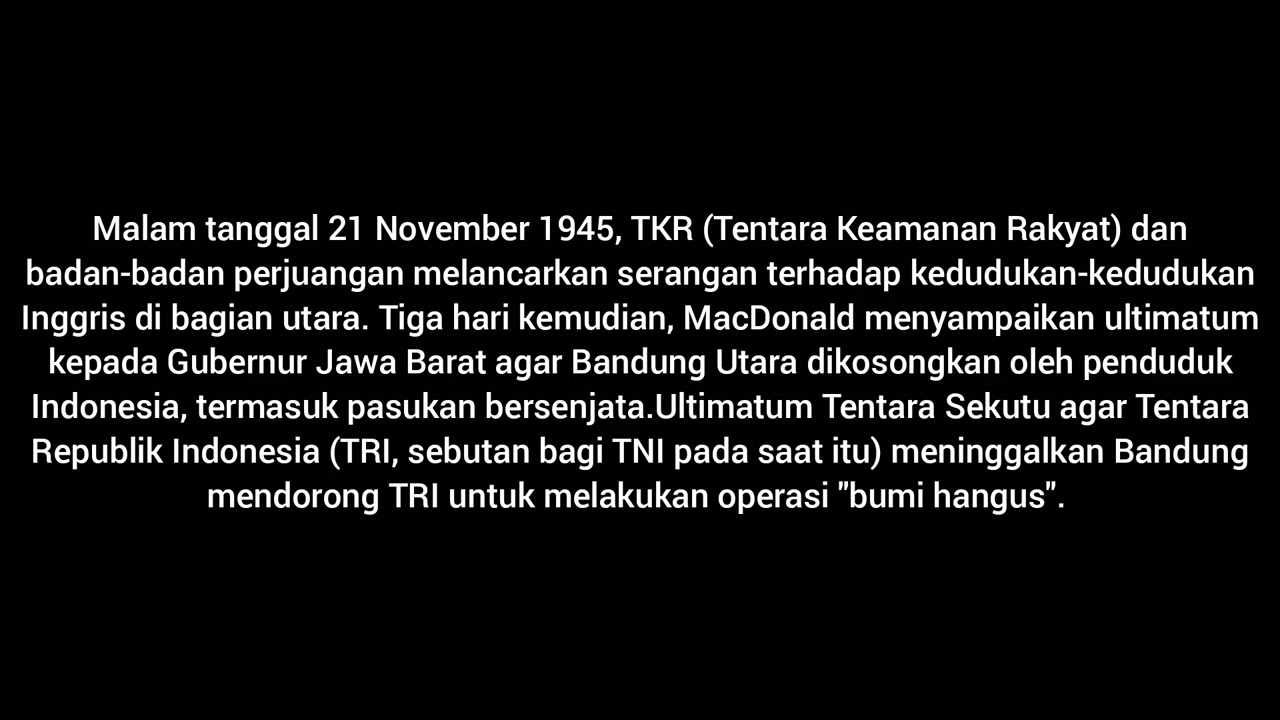 Malam tanggal 21 November 1945, TKR (Tentara Keamanan Rakyat) dan
badan-badan perjuangan melancarkan serangan terhadap kedudukan-kedudukan
Inggris di bagian utara. Tiga hari kemudian, MacDonald menyampaikan ultimatum
kepada Gubernur Jawa Barat agar Bandung Utara dikosongkan oleh penduduk
Indonesia, termasuk pasukan bersenjata.Ultimatum Tentara Sekutu agar Tentara
Republik Indonesia (TRI, sebutan bagi TNI pada saat itu) meninggalkan Bandung
mendorong TRI untuk melakukan operasi "bumi hangus".